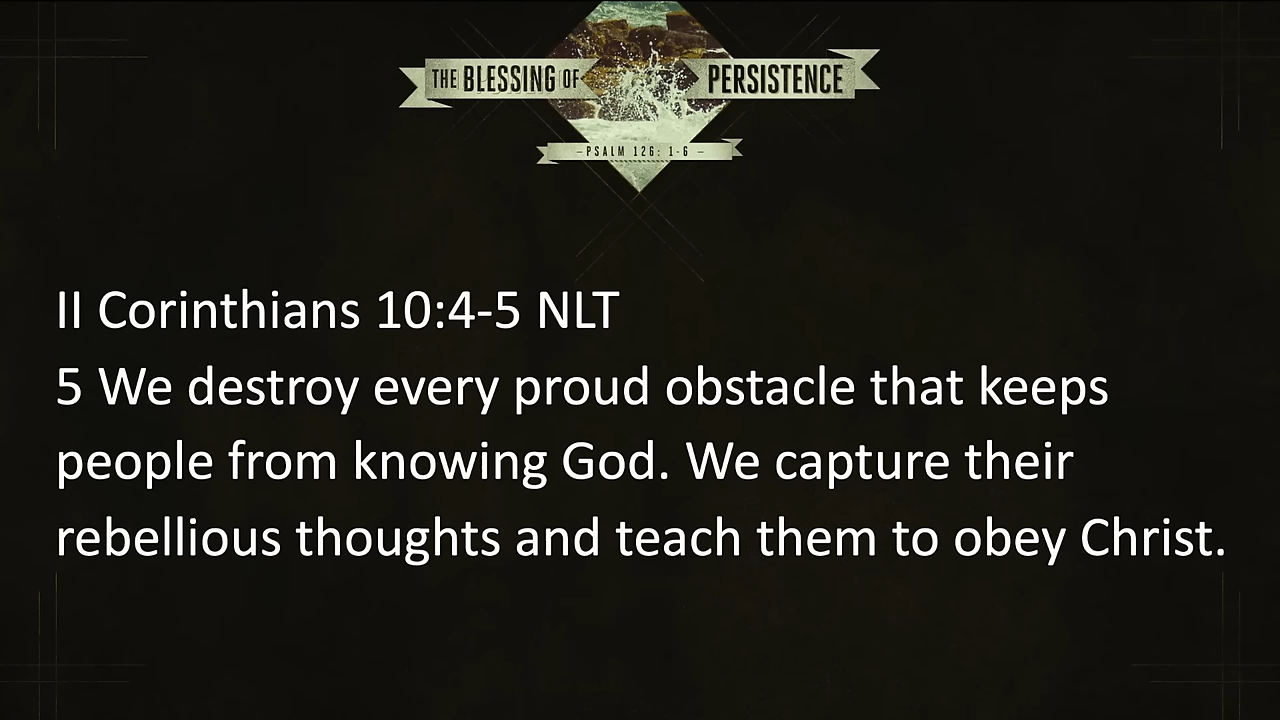 THE BLESSING OF PERSISTENCE
–PSALM 126: 1-6 –
II Corinthians 10:4-5 NLT
5 We destroy every proud obstacle that keeps
people from knowing God. We capture their
rebellious thoughts and teach them to obey Christ.